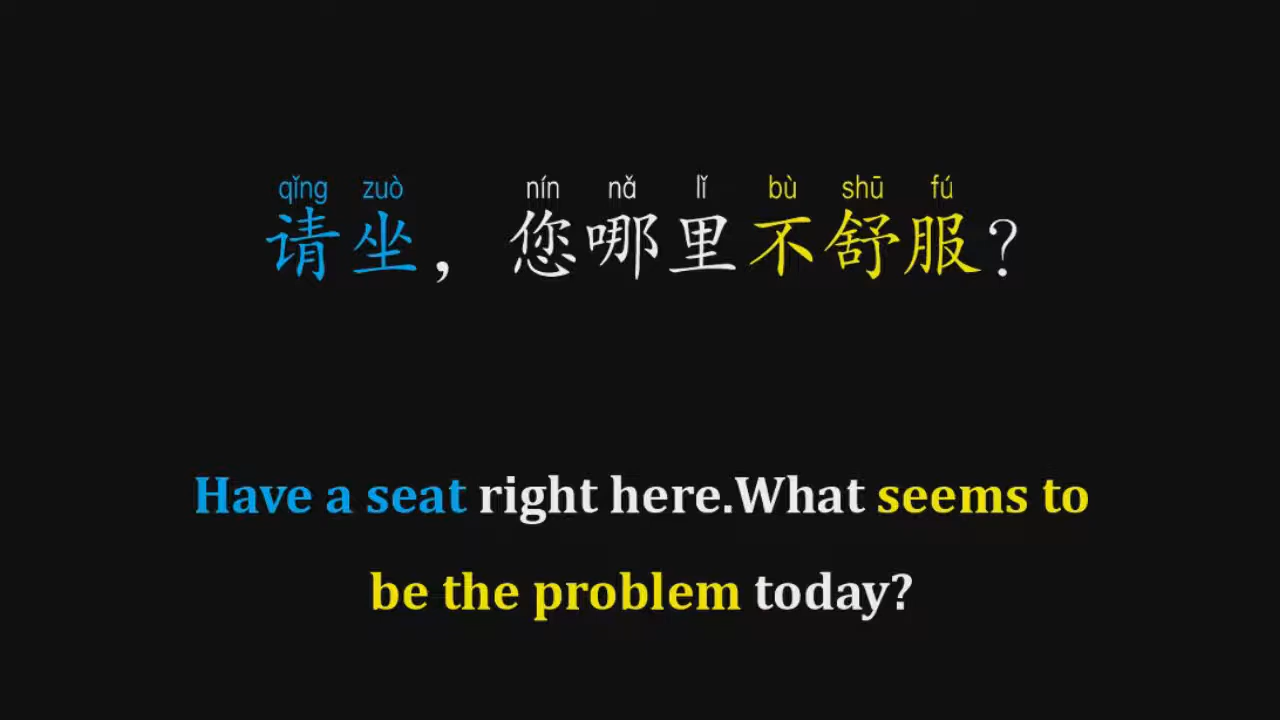 qǐng zuò nín nǎ lǐ bù shū fú
请坐，您哪里不舒服？
Have a seat right here.What seems to
be the problem today?